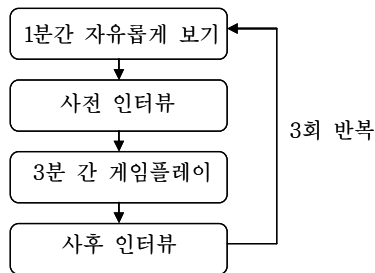 1분간 자유롭게 보기
사전 인터뷰
3회 반복
3분 간 게임플레이
사후 인터뷰